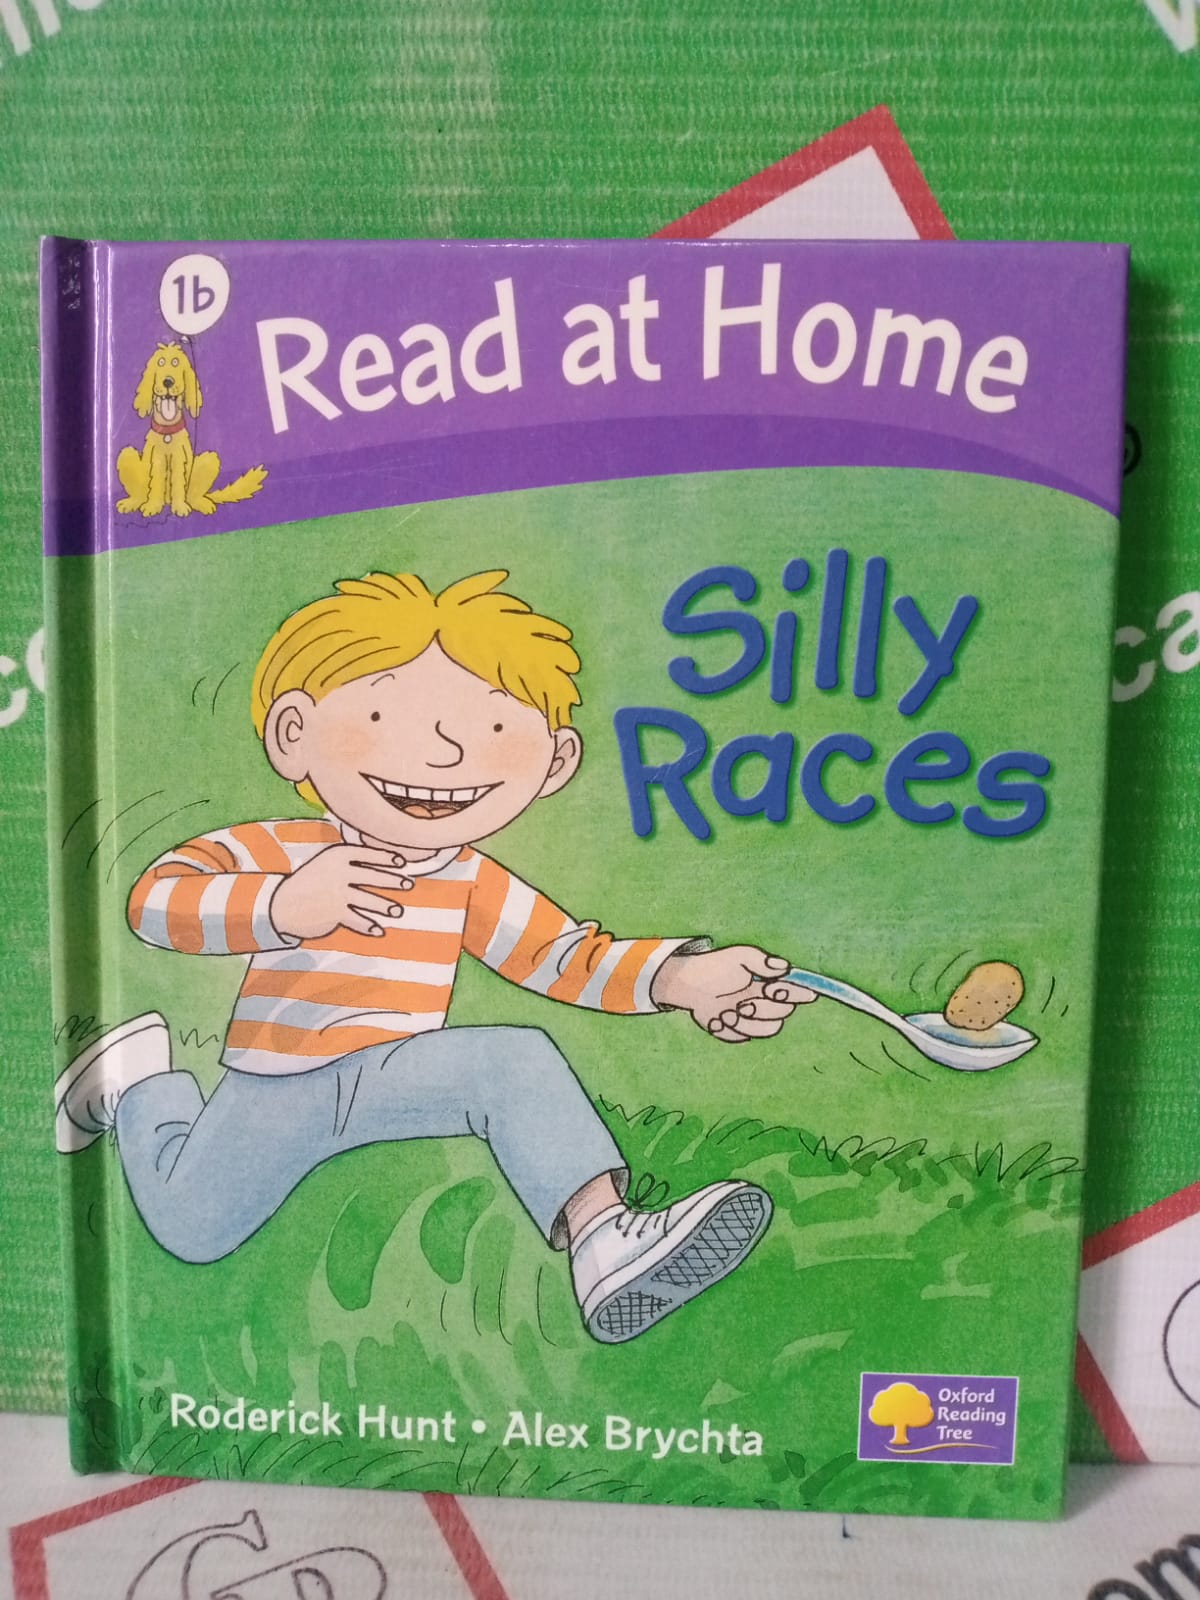 1b
Read at Home
Silly
Races
Roderick Hunt • Alex Brychta
Oxford
Reading
Tree